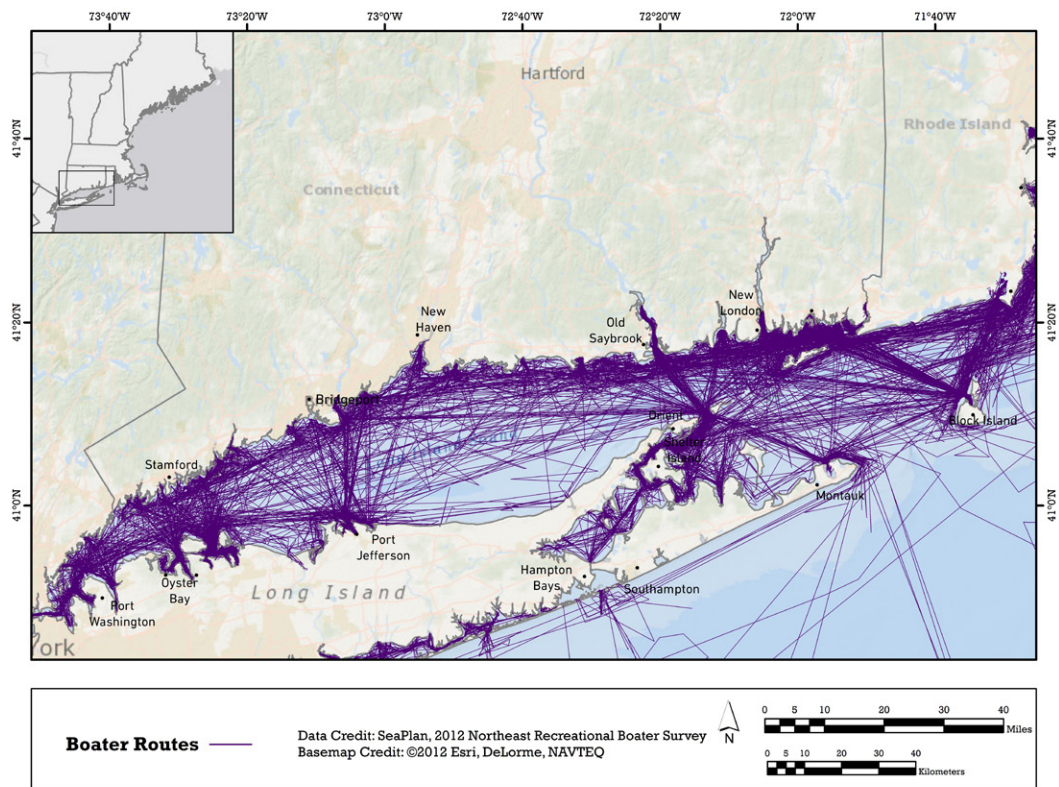 73°40'W
73°20'W
73°00'W
72°40'W
72°20'W
72°0'W
71°40'W
41°40'N
41°40'N
Hartford
Rhode Island
Connecticut
41°20'N
41°20'N
New
Haven
Old
Saybrook
New
London
Bridgeport
Orient
Shelter
Island
Block Island
Stamford
Montauk
41°0'N
41°0'N
Port
Jefferson
Hampton
Bays
Southampton
Oyster
Bay
Long Island
Port
Washington
York
Boater Routes
Data Credit: SeaPlan, 2012 Northeast Recreational Boater Survey
Basemap Credit: ©2012 Esri, DeLorme, NAVTEQ
N
0 5 10 20 30 40
Miles
0 5 10 20 30 40
Kilometers